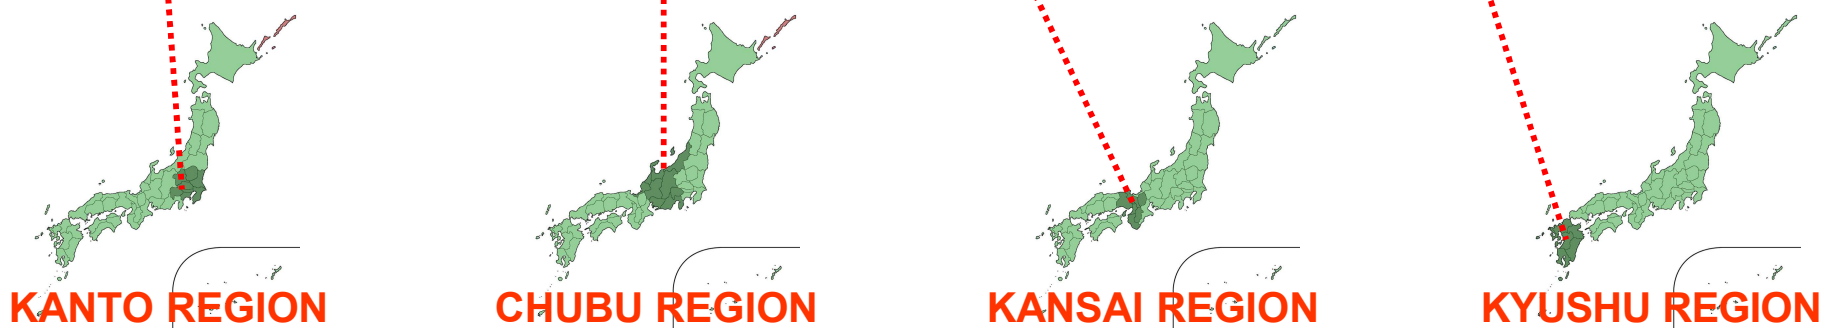 KANTO REGION
CHUBU REGION
KANSAI REGION
KYUSHU REGION